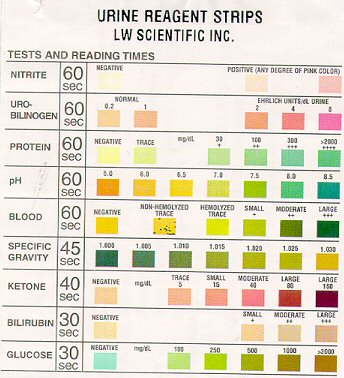 URINE REAGENT STRIPS
LW SCIENTIFIC INC.
TESTS AND READING TIMES
NITRITE 60 sec NEGATIVE POSITIVE (ANY DEGREE OF PINK COLOR)
URO-BILINOGEN 60 sec NORMAL 0.2 1 EHRLICH UNITS/dL URINE 2 4 8
PROTEIN 60 sec NEGATIVE TRACE mg/dL 30 + 100 ++ 300 +++ >2000 ++++
pH 60 sec 5.0 6.0 6.5 7.0 7.5 8.0 8.5
BLOOD 60 sec NEGATIVE NON-HEMOLYZED TRACE HEMOLYZED TRACE SMALL + MODERATE ++ LARGE +++
SPECIFIC GRAVITY 45 sec 1.000 1.005 1.010 1.015 1.020 1.025 1.030
KETONE 40 sec NEGATIVE mg/dL TRACE 5 SMALL 15 MODERATE 40 LARGE 80 LARGE 160
BILIRUBIN 30 sec NEGATIVE SMALL + MODERATE ++ LARGE +++
GLUCOSE 30 sec NEGATIVE mg/dL 100 250 500 1000 >2000